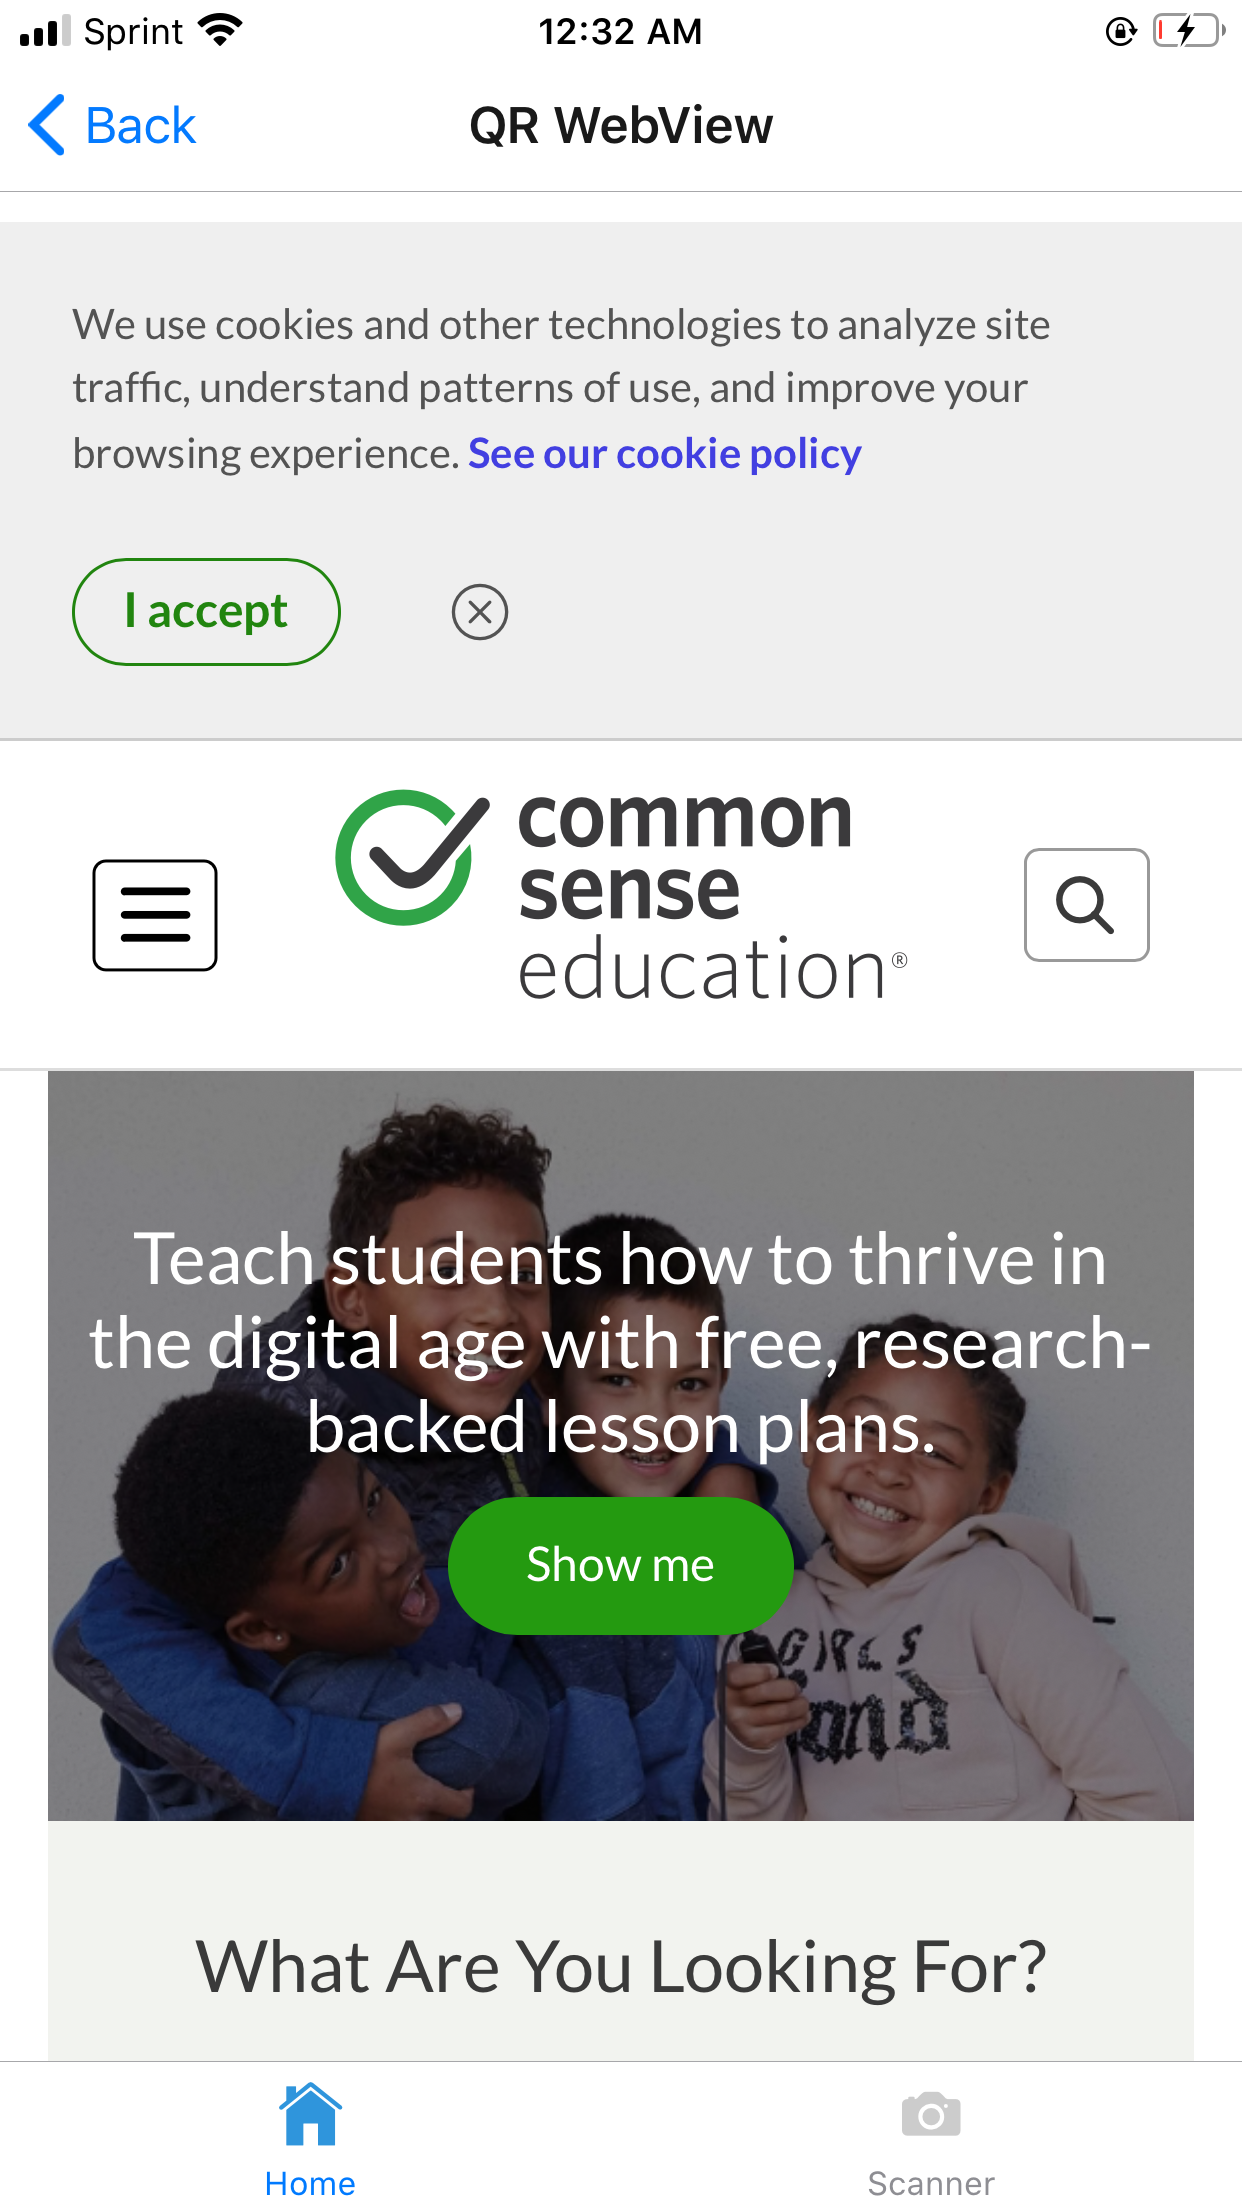 Sprint 12:32 AM
Back QR WebView
We use cookies and other technologies to analyze site
traffic, understand patterns of use, and improve your
browsing experience. See our cookie policy
I accept
common
sense
education®
Teach students how to thrive in
the digital age with free, research-
backed lesson plans.
Show me
GIRLS
Home Scanner
What Are You Looking For?